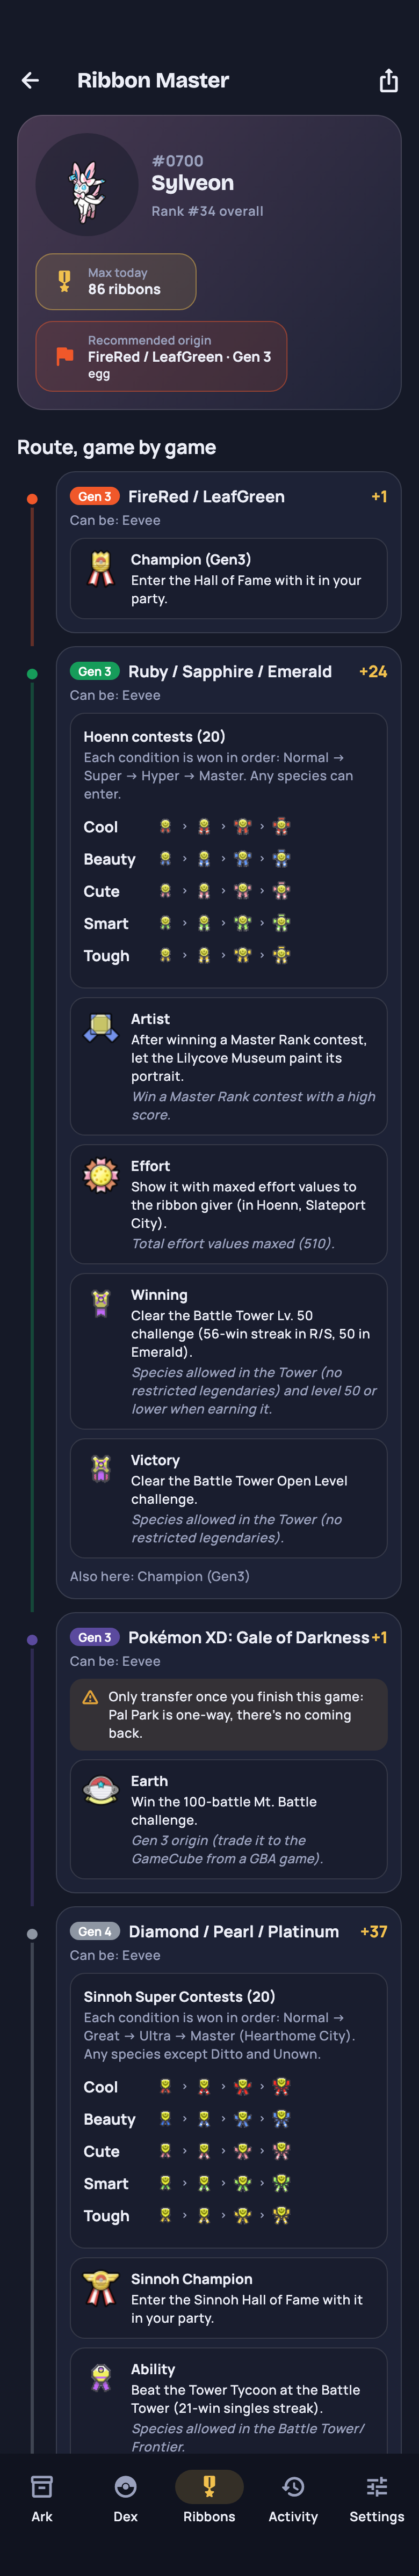 Ribbon Master
#0700
Sylveon
Rank #34 overall
Max today
86 ribbons
Recommended origin
FireRed / LeafGreen · Gen 3
egg
Route, game by game
Gen 3 FireRed / LeafGreen +1
Can be: Eevee
Champion (Gen3)
Enter the Hall of Fame with it in your
party.
Gen 3 Ruby / Sapphire / Emerald +24
Can be: Eevee
Hoenn contests (20)
Each condition is won in order: Normal →
Super → Hyper → Master. Any species can
enter.
Cool › › ›
Beauty › › ›
Cute › › ›
Smart › › ›
Tough › › ›
Artist
After winning a Master Rank contest,
let the Lilycove Museum paint its
portrait.
Win a Master Rank contest with a high
score.
Effort
Show it with maxed effort values to
the ribbon giver (in Hoenn, Slateport
City).
Total effort values maxed (510).
Winning
Clear the Battle Tower Lv. 50
challenge (56-win streak in R/S, 50 in
Emerald).
Species allowed in the Tower (no
restricted legendaries) and level 50 or
lower when earning it.
Victory
Clear the Battle Tower Open Level
challenge.
Species allowed in the Tower (no
restricted legendaries).
Also here: Champion (Gen3)
Gen 3 Pokémon XD: Gale of Darkness +1
Can be: Eevee
Only transfer once you finish this game:
Pal Park is one-way, there's no coming
back.
Earth
Win the 100-battle Mt. Battle
challenge.
Gen 3 origin (trade it to the
GameCube from a GBA game).
Gen 4 Diamond / Pearl / Platinum +37
Can be: Eevee
Sinnoh Super Contests (20)
Each condition is won in order: Normal →
Great → Ultra → Master (Hearthome City).
Any species except Ditto and Unown.
Cool › › ›
Beauty › › ›
Cute › › ›
Smart › › ›
Tough › › ›
Sinnoh Champion
Enter the Sinnoh Hall of Fame with it
in your party.
Ability
Beat the Tower Tycoon at the Battle
Tower (21-win singles streak).
Species allowed in the Battle Tower/
Frontier.
Ark Dex Ribbons Activity Settings